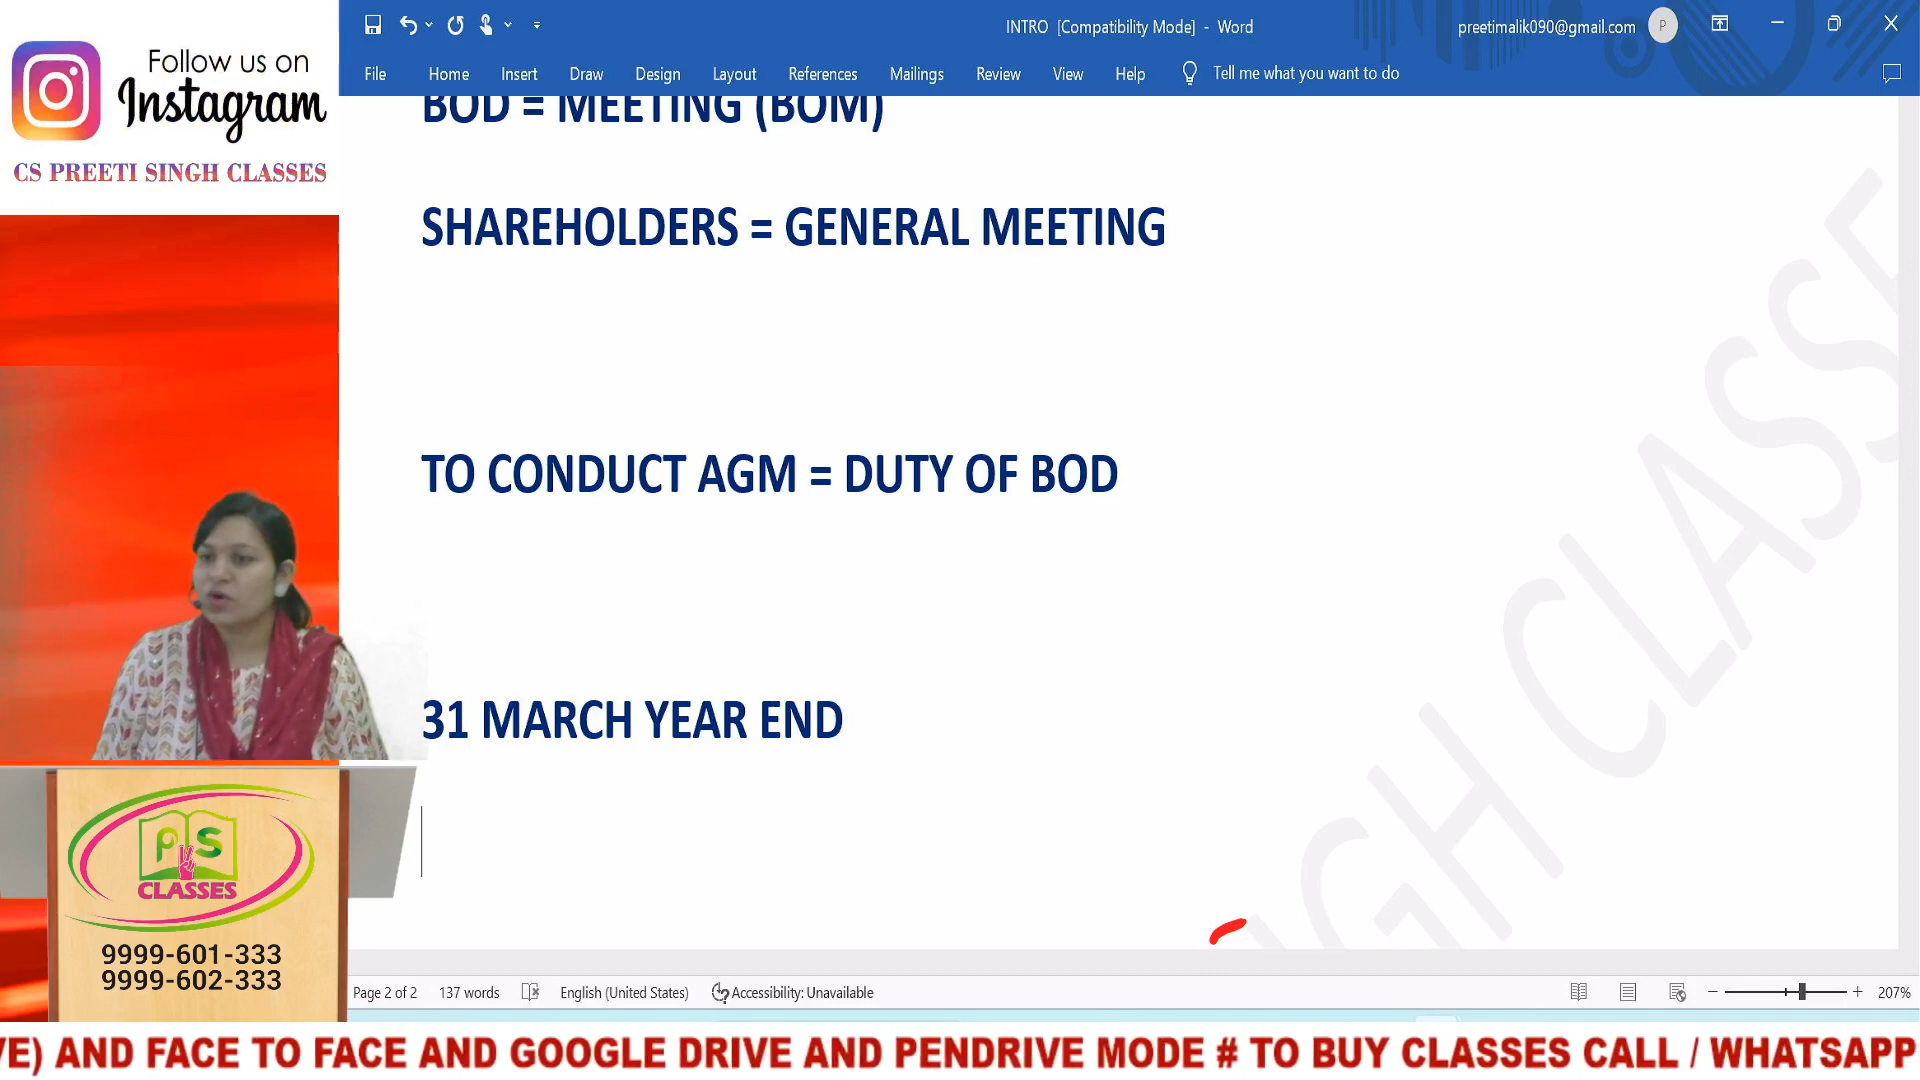 Follow us on
Instagram
CS PREETI SINGH CLASSES
INTRO [Compatibility Mode] - Word
preetimalik090@gmail.com
P
File Home Insert Draw Design Layout References Mailings Review View Help Tell me what you want to do
BOD = MEETING (BOM)
SHAREHOLDERS = GENERAL MEETING
TO CONDUCT AGM = DUTY OF BOD
31 MARCH YEAR END
GH CLASSE
PS
CLASSES
9999-601-333
9999-602-333
Page 2 of 2 137 words English (United States) Accessibility: Unavailable 207%
VE) AND FACE TO FACE AND GOOGLE DRIVE AND PENDRIVE MODE # TO BUY CLASSES CALL / WHATSAPP